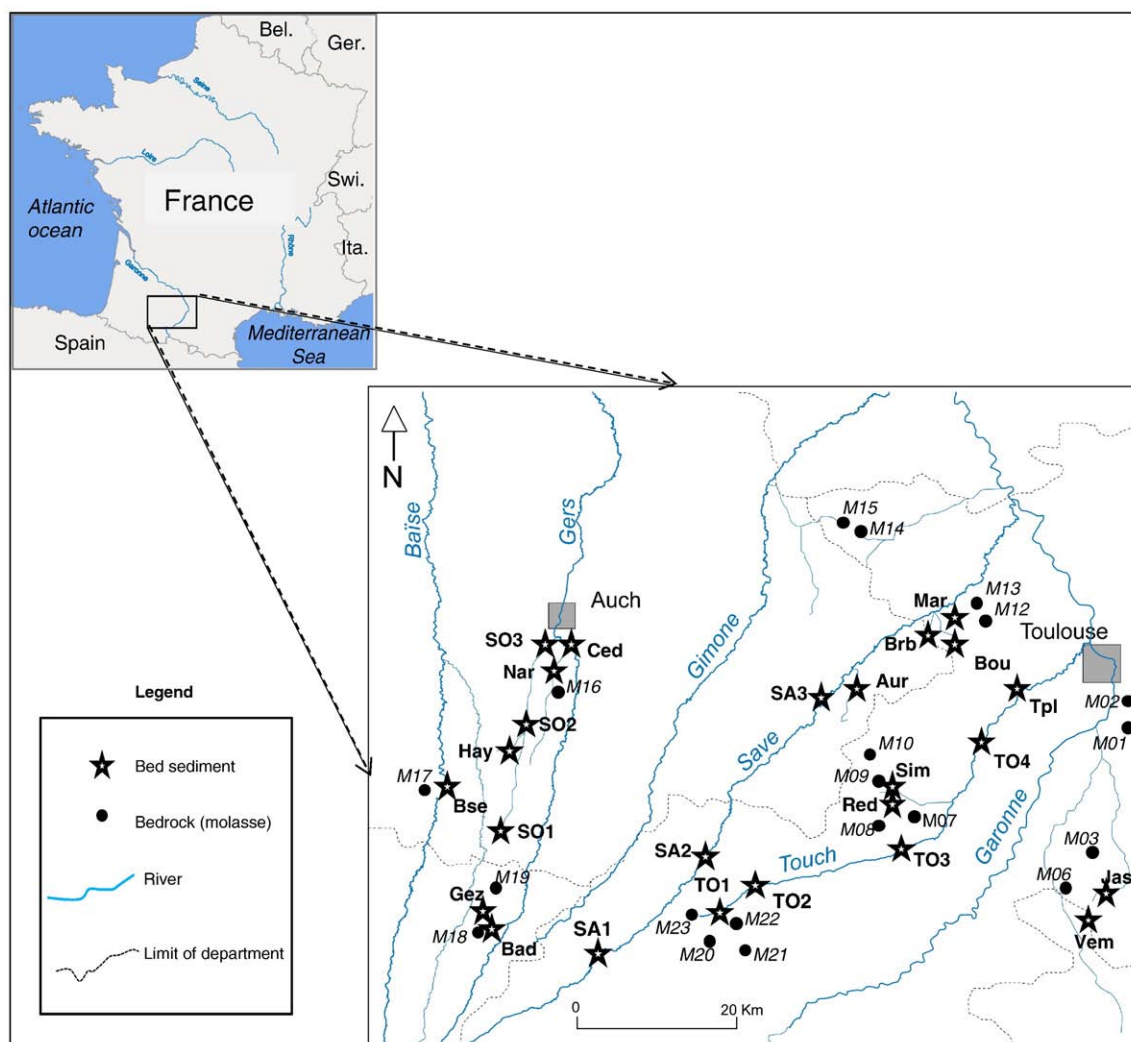 Bel.
Ger.
Seine
Loire
Swi.
France
Atlantic
ocean
Rhône
Ita.
Garonne
Spain
Mediterranean
Sea
N
Baïse
Gers
Gimone
Save
Touch
Garonne
Auch
Toulouse
M15
M14
M13
M12
Mar
Brb
Bou
SO3
Ced
Nar
M16
SO2
Hay
SA3
Aur
Tpl
M02
M01
M10
M09
Sim
TO4
M17
Bse
Red
M08
M07
SO1
SA2
TO3
M03
M06
Jas
M19
Gez
TO1
TO2
M18
Bad
SA1
M23
M22
M20
M21
Vem
0
20 Km
Legend
Bed sediment
Bedrock (molasse)
River
Limit of department